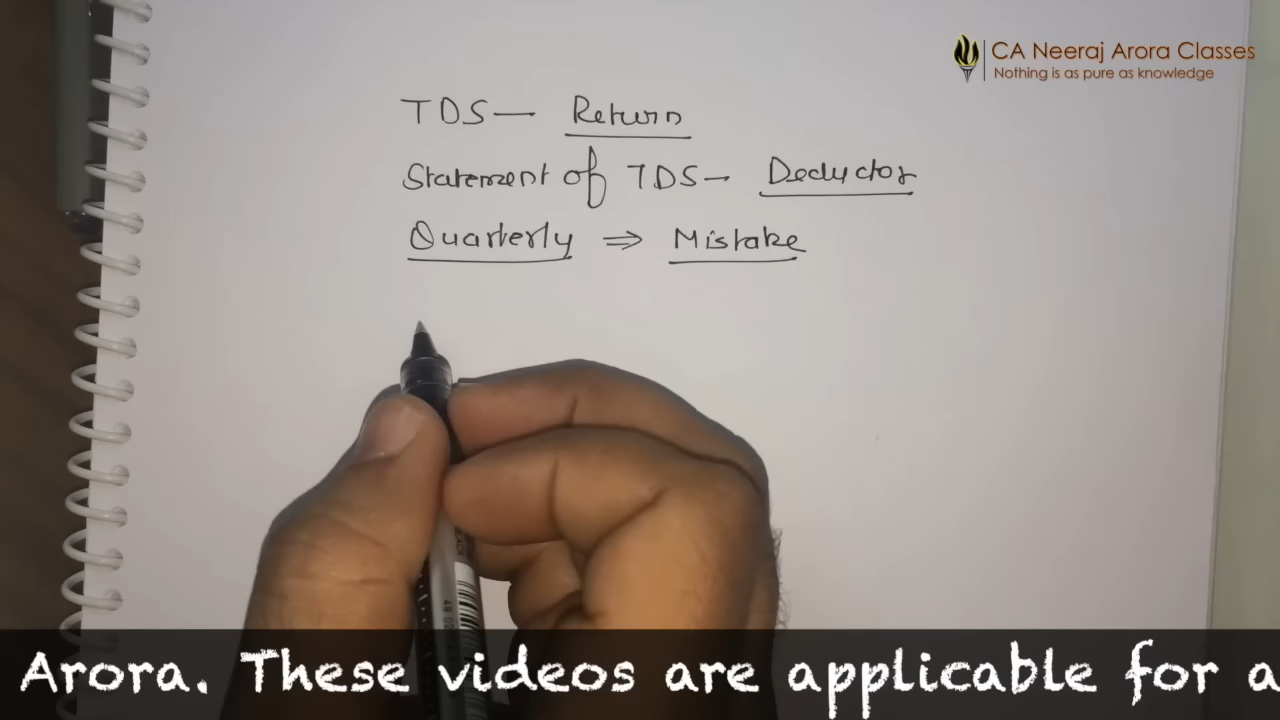 CA Neeraj Arora Classes
Nothing is as pure as knowledge
TDS — Return
Statement of TDS — Deductor
Quarterly ⇒ Mistake
Arora. These videos are applicable for a